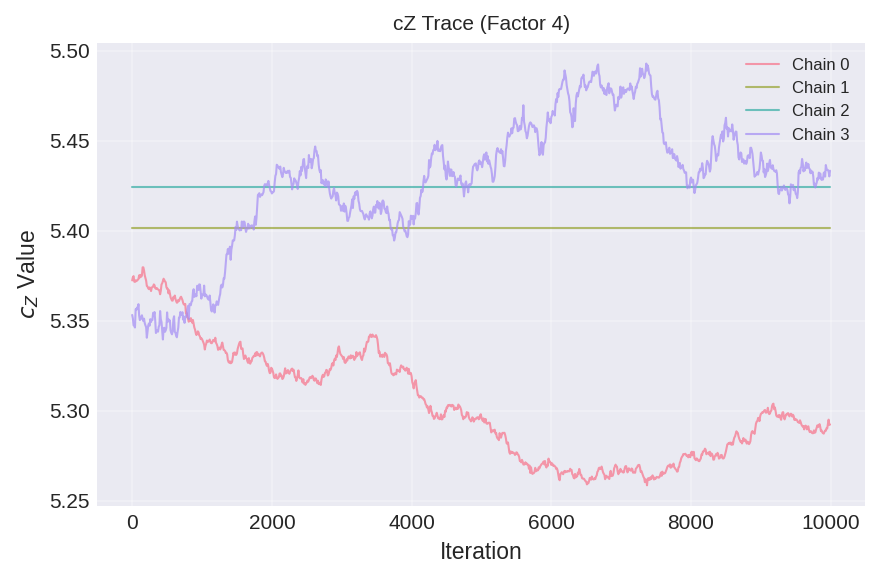 cZ Trace (Factor 4)
5.50
5.45
5.40
5.35
5.30
5.25
cZ Value
Chain 0
Chain 1
Chain 2
Chain 3
0
2000
4000
6000
8000
10000
Iteration